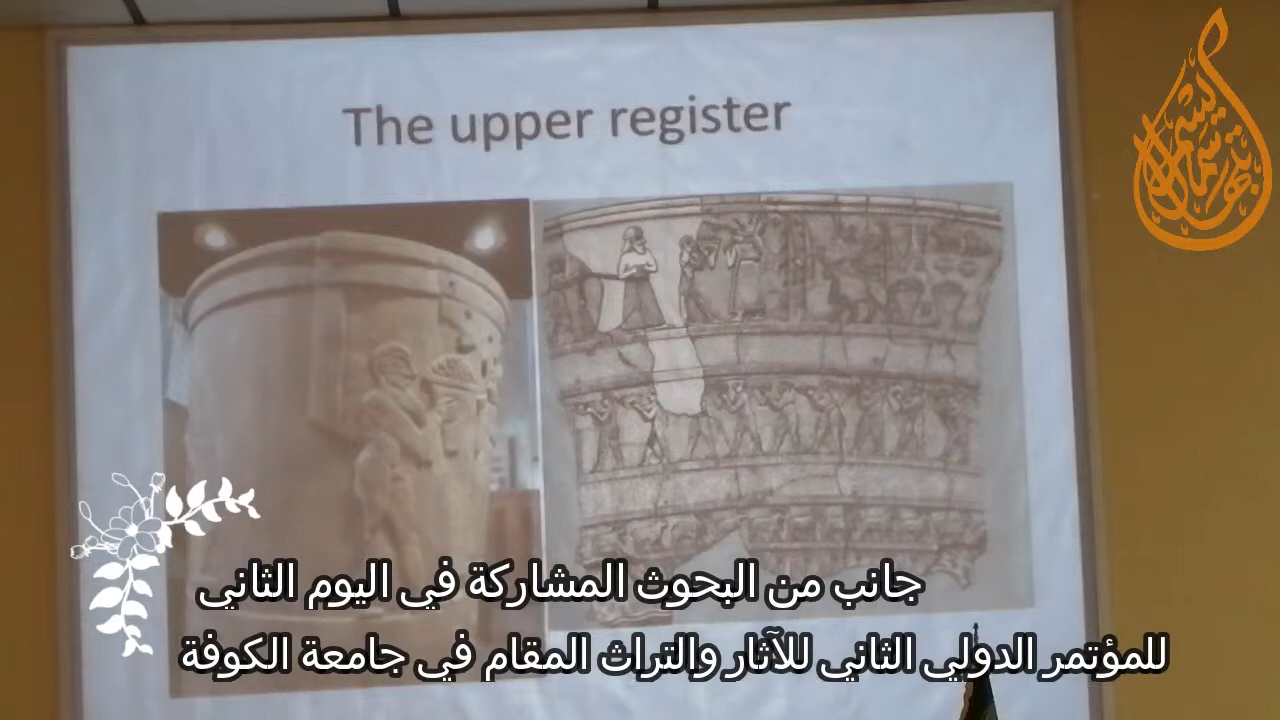 The upper register
جانب من البحوث المشاركة في اليوم الثاني
للمؤتمر الدولي الثاني للآثار والتراث المقام في جامعة الكوفة